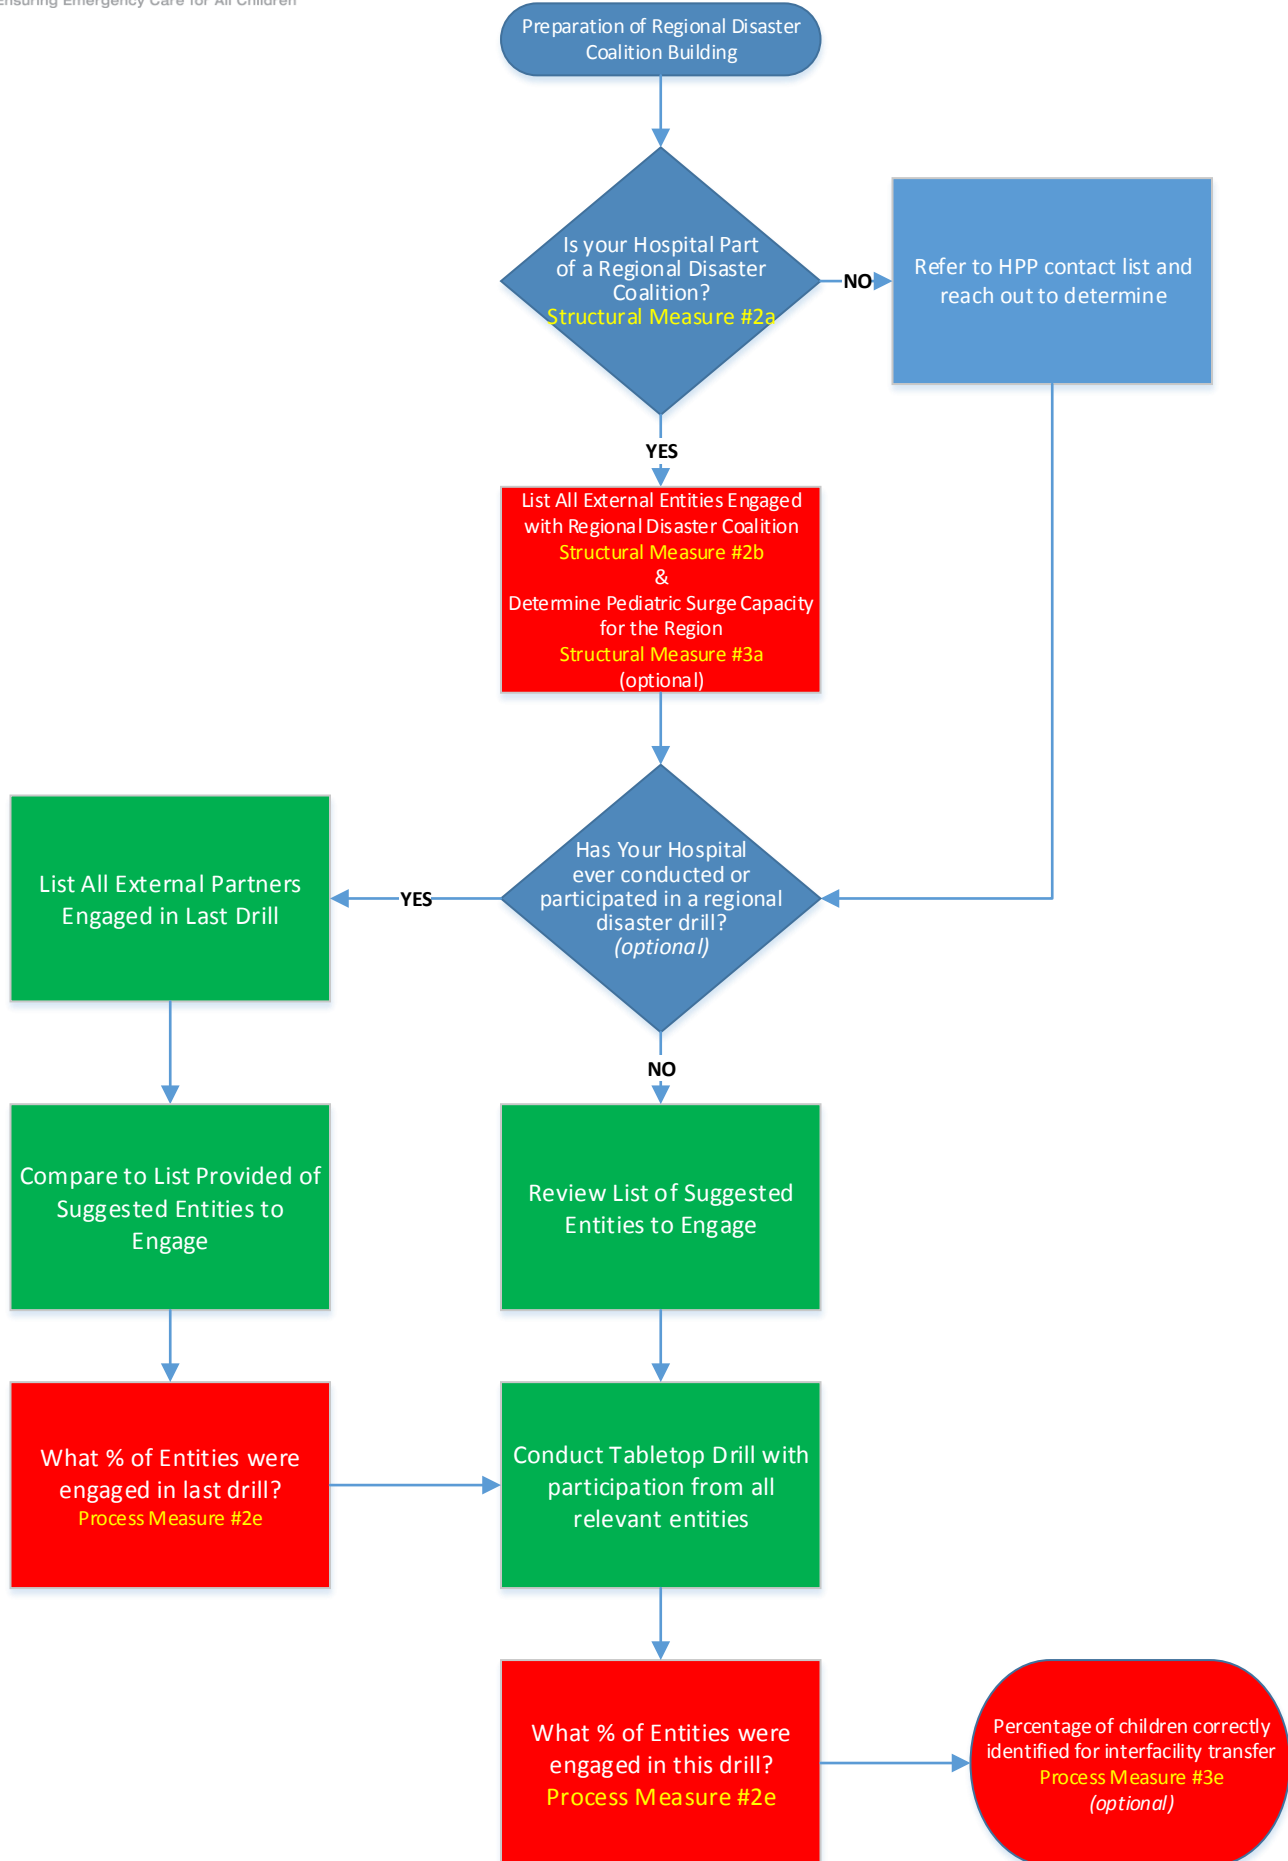 Ensuring Emergency Care for All Children
Preparation of Regional Disaster
Coalition Building
Is your Hospital Part
of a Regional Disaster
Coalition?
Structural Measure #2a
NO
Refer to HPP contact list and
reach out to determine
YES
List All External Entities Engaged
with Regional Disaster Coalition
Structural Measure #2b
&
Determine Pediatric Surge Capacity
for the Region
Structural Measure #3a
(optional)
Has Your Hospital
ever conducted or
participated in a regional
disaster drill?
(optional)
YES
List All External Partners
Engaged in Last Drill
NO
Compare to List Provided of
Suggested Entities to
Engage
Review List of Suggested
Entities to Engage
What % of Entities were
engaged in last drill?
Process Measure #2e
Conduct Tabletop Drill with
participation from all
relevant entities
What % of Entities were
engaged in this drill?
Process Measure #2e
Percentage of children correctly
identified for interfacility transfer
Process Measure #3e
(optional)